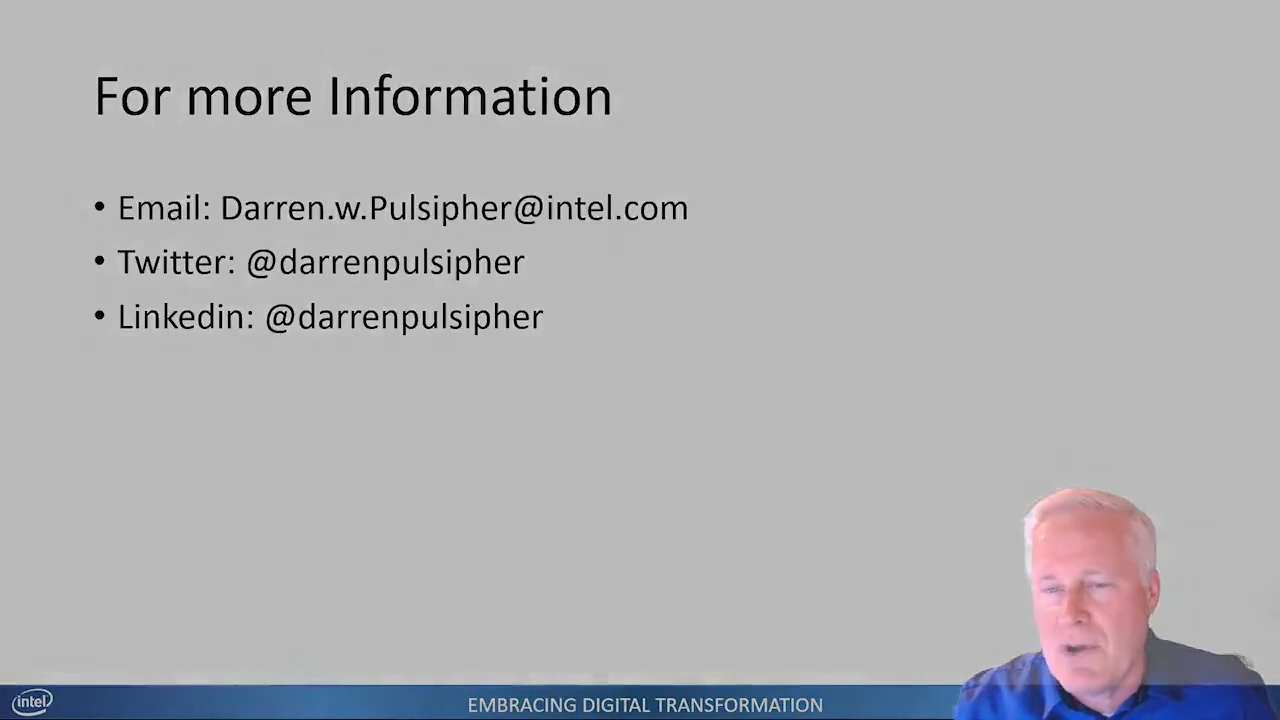 For more Information
• Email: Darren.w.Pulsipher@intel.com
• Twitter: @darrenpulsipher
• Linkedin: @darrenpulsipher
intel
EMBRACING DIGITAL TRANSFORMATION